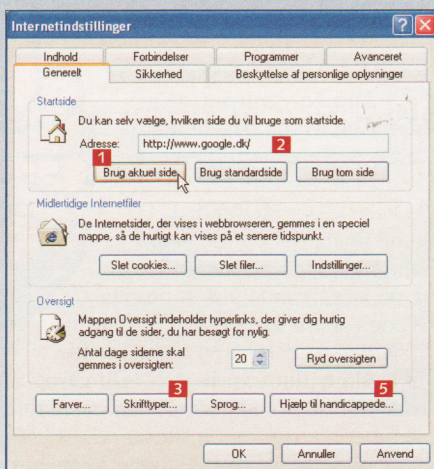 Internetindstillinger
Indhold Forbindelser Programmer Avanceret
Generelt Sikkerhed Beskyttelse af personlige oplysninger
Startside
Du kan selv vælge, hvilken side du vil bruge som startside.
Adresse: http://www.google.dk/ 2
1
Brug aktuel side Brug standardside Brug tom side
Midlertidige Internetfiler
De Internetsider, der vises i webbrowseren, gemmes i en speciel
mappe, så de hurtigt kan vises på et senere tidspunkt.
Slet cookies... Slet filer... Indstillinger...
Oversigt
Mappen Oversigt indeholder hyperlinks, der giver dig hurtig
adgang til de sider, du har besøgt for nylig.
Antal dage siderne skal
gemmes i oversigten: 20 Ryd oversigten
3 5
Farver... Skrifttyper... Sprog... Hjælp til handicappede...
OK Annuller Anvend